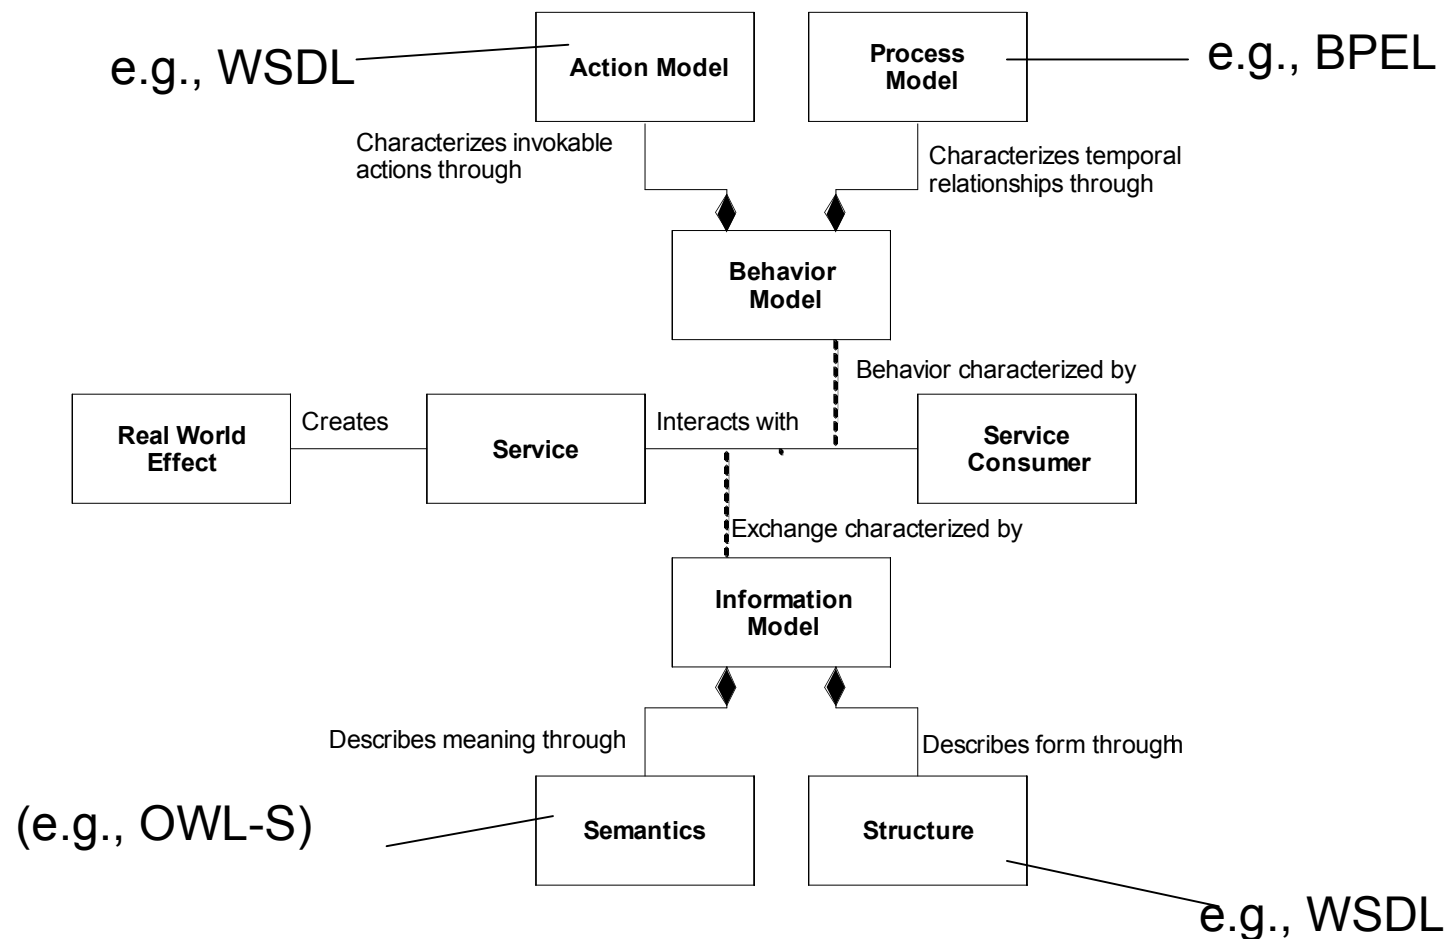 e.g., WSDL
Action Model
Process
Model
e.g., BPEL
Characterizes invokable
actions through
Characterizes temporal
relationships through
Behavior
Model
Behavior characterized by
Real World
Effect
Creates
Service
Interacts with
Service
Consumer
Exchange characterized by
Information
Model
Describes meaning through
Describes form through
(e.g., OWL-S)
Semantics
Structure
e.g., WSDL